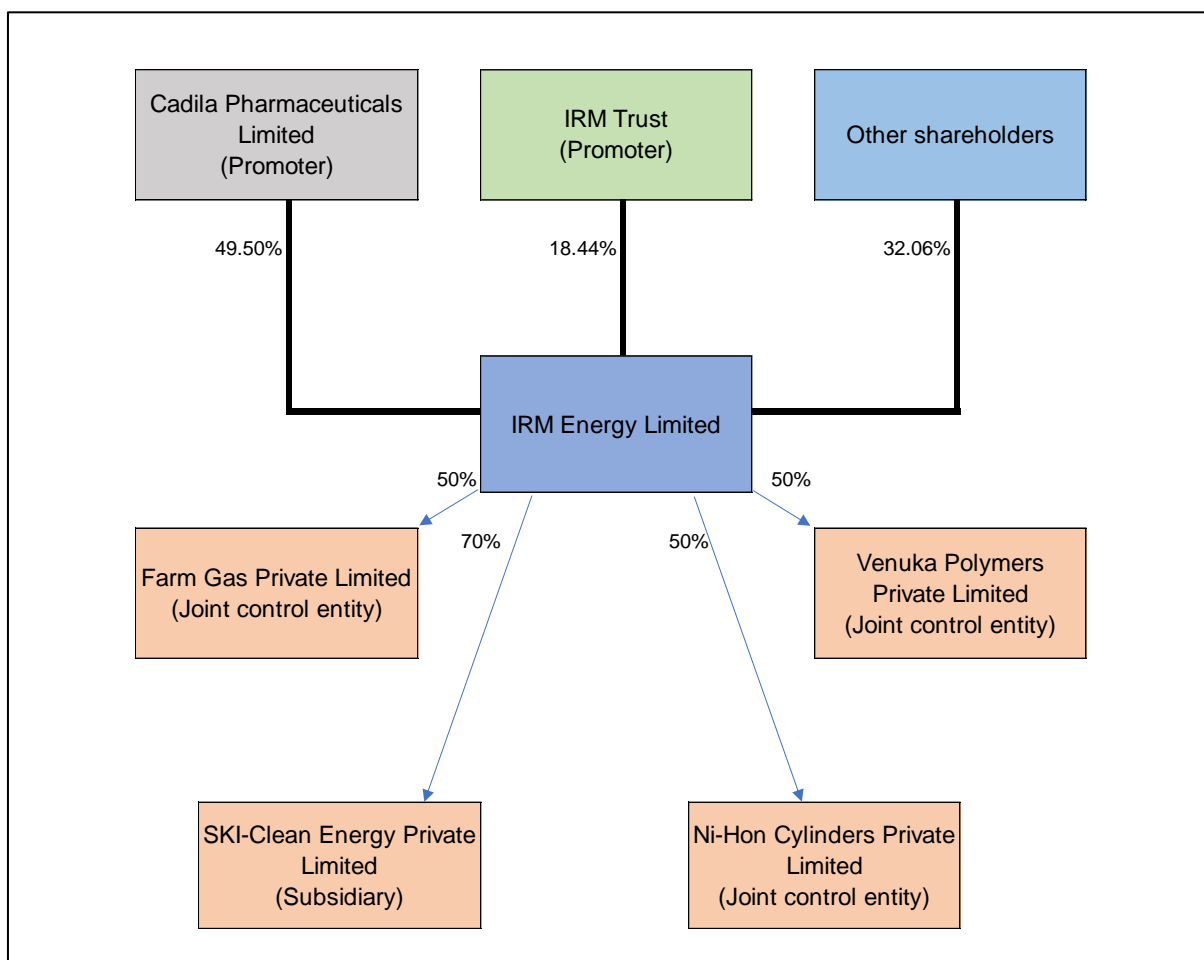 Cadila Pharmaceuticals
Limited
(Promoter)
IRM Trust
(Promoter)
Other shareholders
49.50%
18.44%
32.06%
IRM Energy Limited
50%
50%
70%
50%
Farm Gas Private Limited
(Joint control entity)
Venuka Polymers
Private Limited
(Joint control entity)
SKI-Clean Energy Private
Limited
(Subsidiary)
Ni-Hon Cylinders Private
Limited
(Joint control entity)